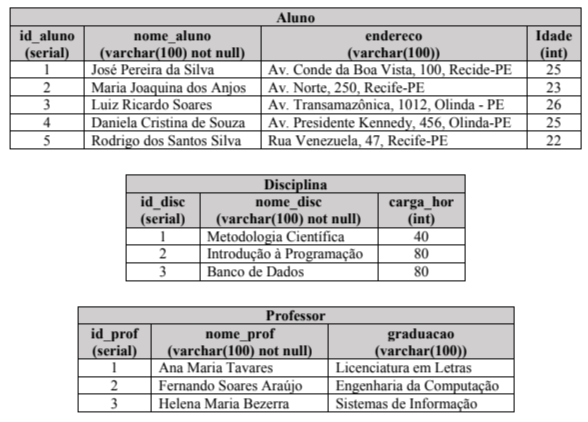 Aluno
id_aluno nome_aluno endereco Idade
(serial) (varchar(100) not null) (varchar(100)) (int)
1 José Pereira da Silva Av. Conde da Boa Vista, 100, Recide-PE 25
2 Maria Joaquina dos Anjos Av. Norte, 250, Recife-PE 23
3 Luiz Ricardo Soares Av. Transamazônica, 1012, Olinda - PE 26
4 Daniela Cristina de Souza Av. Presidente Kennedy, 456, Olinda-PE 25
5 Rodrigo dos Santos Silva Rua Venezuela, 47, Recife-PE 22
Disciplina
id_disc nome_disc carga_hor
(serial) (varchar(100) not null) (int)
1 Metodologia Científica 40
2 Introdução à Programação 80
3 Banco de Dados 80
Professor
id_prof nome_prof graduacao
(serial) (varchar(100) not null) (varchar(100))
1 Ana Maria Tavares Licenciatura em Letras
2 Fernando Soares Araújo Engenharia da Computação
3 Helena Maria Bezerra Sistemas de Informação